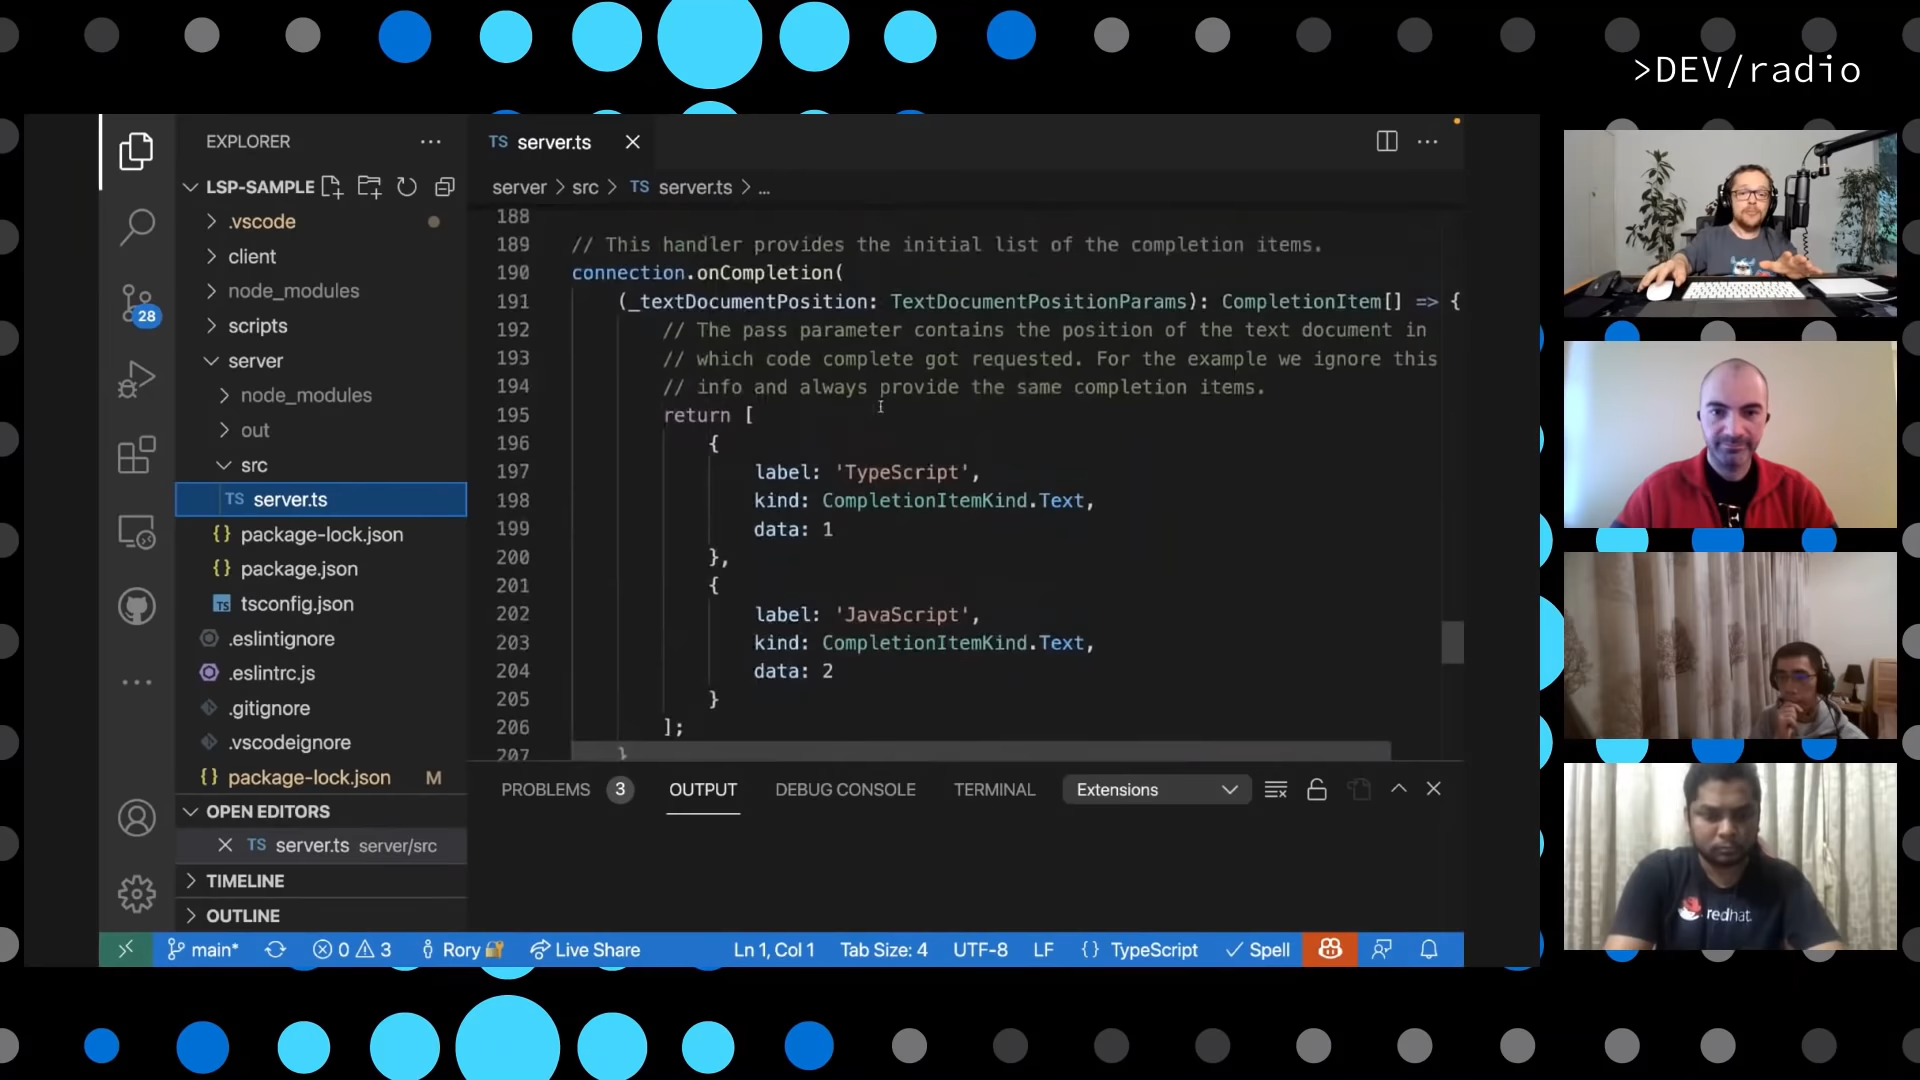 >DEV/radio
EXPLORER
TS server.ts
LSP-SAMPLE
server > src > TS server.ts > ...
.vscode
client
node_modules
scripts
server
node_modules
out
src
TS server.ts
{} package-lock.json
{} package.json
TS tsconfig.json
.eslintignore
.eslintrc.js
.gitignore
.vscodeignore
{} package-lock.json M
28
OPEN EDITORS
TS server.ts server/src
TIMELINE
OUTLINE
188
189 // This handler provides the initial list of the completion items.
190 connection.onCompletion(
191 (_textDocumentPosition: TextDocumentPositionParams): CompletionItem[] => {
192 // The pass parameter contains the position of the text document in
193 // which code complete got requested. For the example we ignore this
194 // info and always provide the same completion items.
195 return [
196 {
197 label: 'TypeScript',
198 kind: CompletionItemKind.Text,
199 data: 1
200 },
201 {
202 label: 'JavaScript',
203 kind: CompletionItemKind.Text,
204 data: 2
205 }
206 ];
207 }
PROBLEMS 3 OUTPUT DEBUG CONSOLE TERMINAL Extensions
main* 0 3 Rory Live Share Ln 1, Col 1 Tab Size: 4 UTF-8 LF {} TypeScript Spell
redhat